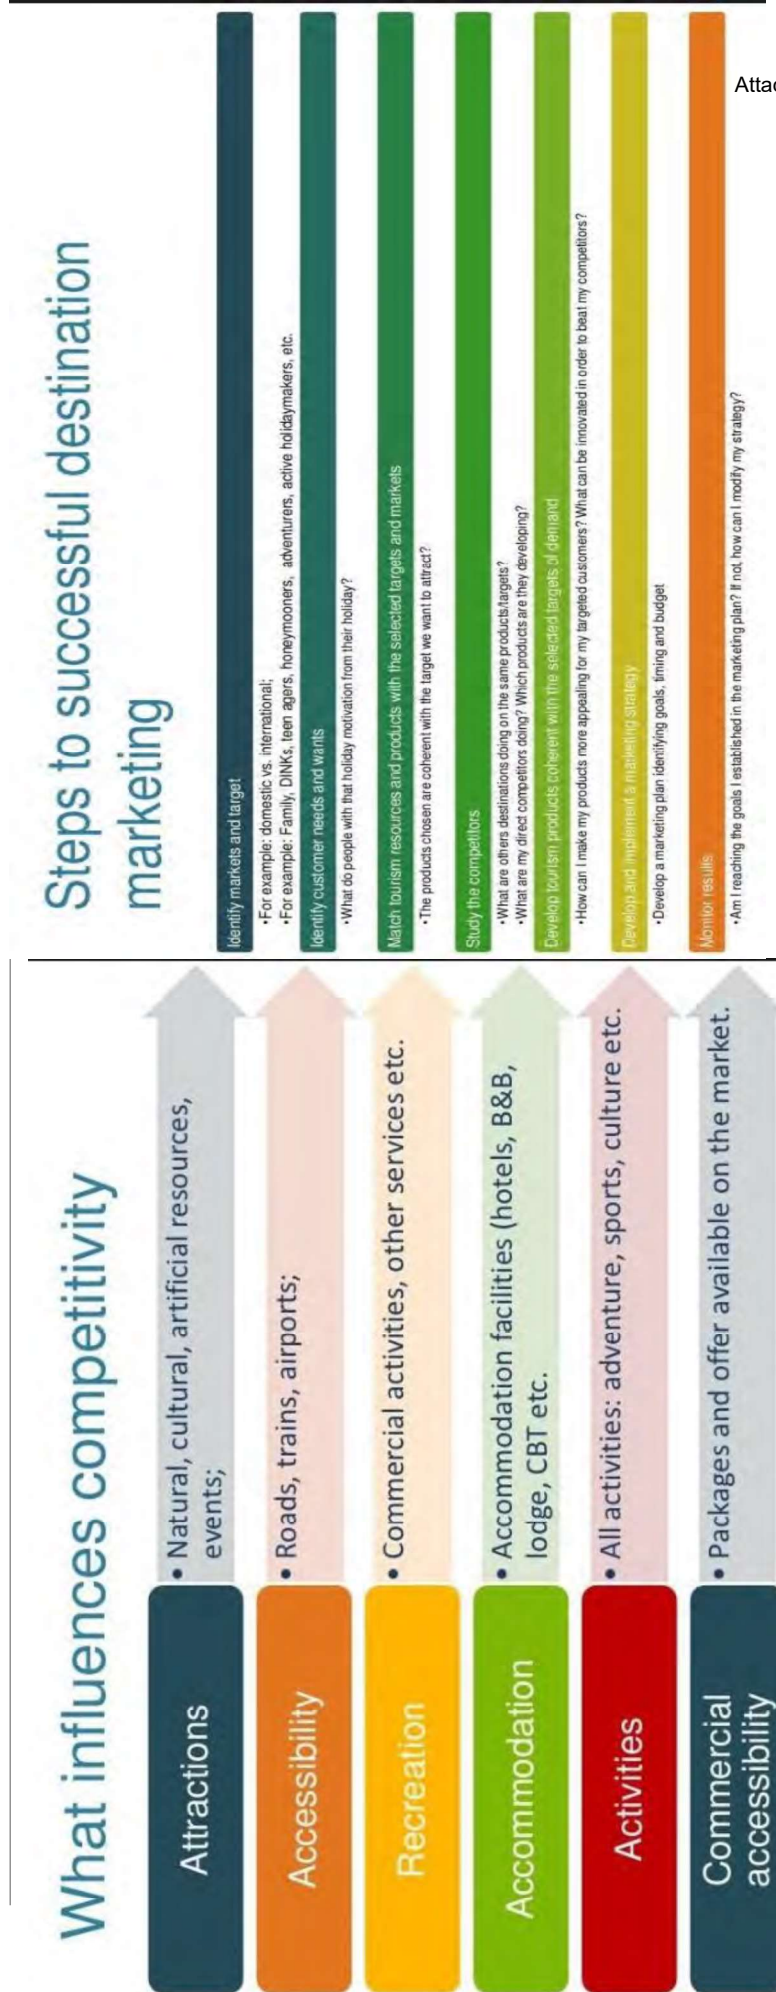 Attac
Steps to successful destination
marketing
Identify markets and target
•For example: domestic vs. international;
•For example: Family, DINKs, teen agers, honeymooners, adventurers, active holidaymakers, etc.
Identify customer needs and wants
•What do people with that holiday motivation from their holiday?
Match tourism resources and products with the selected targets and markets
•The products chosen are coherent with the target we want to attract?
Study the competitors
•What are others destinations doing on the same products/targets?
•What are my direct competitors doing? Which products are they developing?
Develop tourism products coherent with the selected targets of demand
•How can I make my products more appealing for my targeted customers? What can be innovated in order to beat my competitors?
Develop and implement a marketing strategy
•Develop a marketing plan identifying goals, timing and budget
Monitor results
•Am I reaching the goals I established in the marketing plan? If not, how can I modify my strategy?
What influences competitivity
Attractions
• Natural, cultural, artificial resources,
events;
Accessibility
• Roads, trains, airports;
Recreation
• Commercial activities, other services etc.
Accommodation
• Accommodation facilities (hotels, B&B,
lodge, CBT etc.
Activities
• All activities: adventure, sports, culture etc.
Commercial
accessibility
• Packages and offer available on the market.